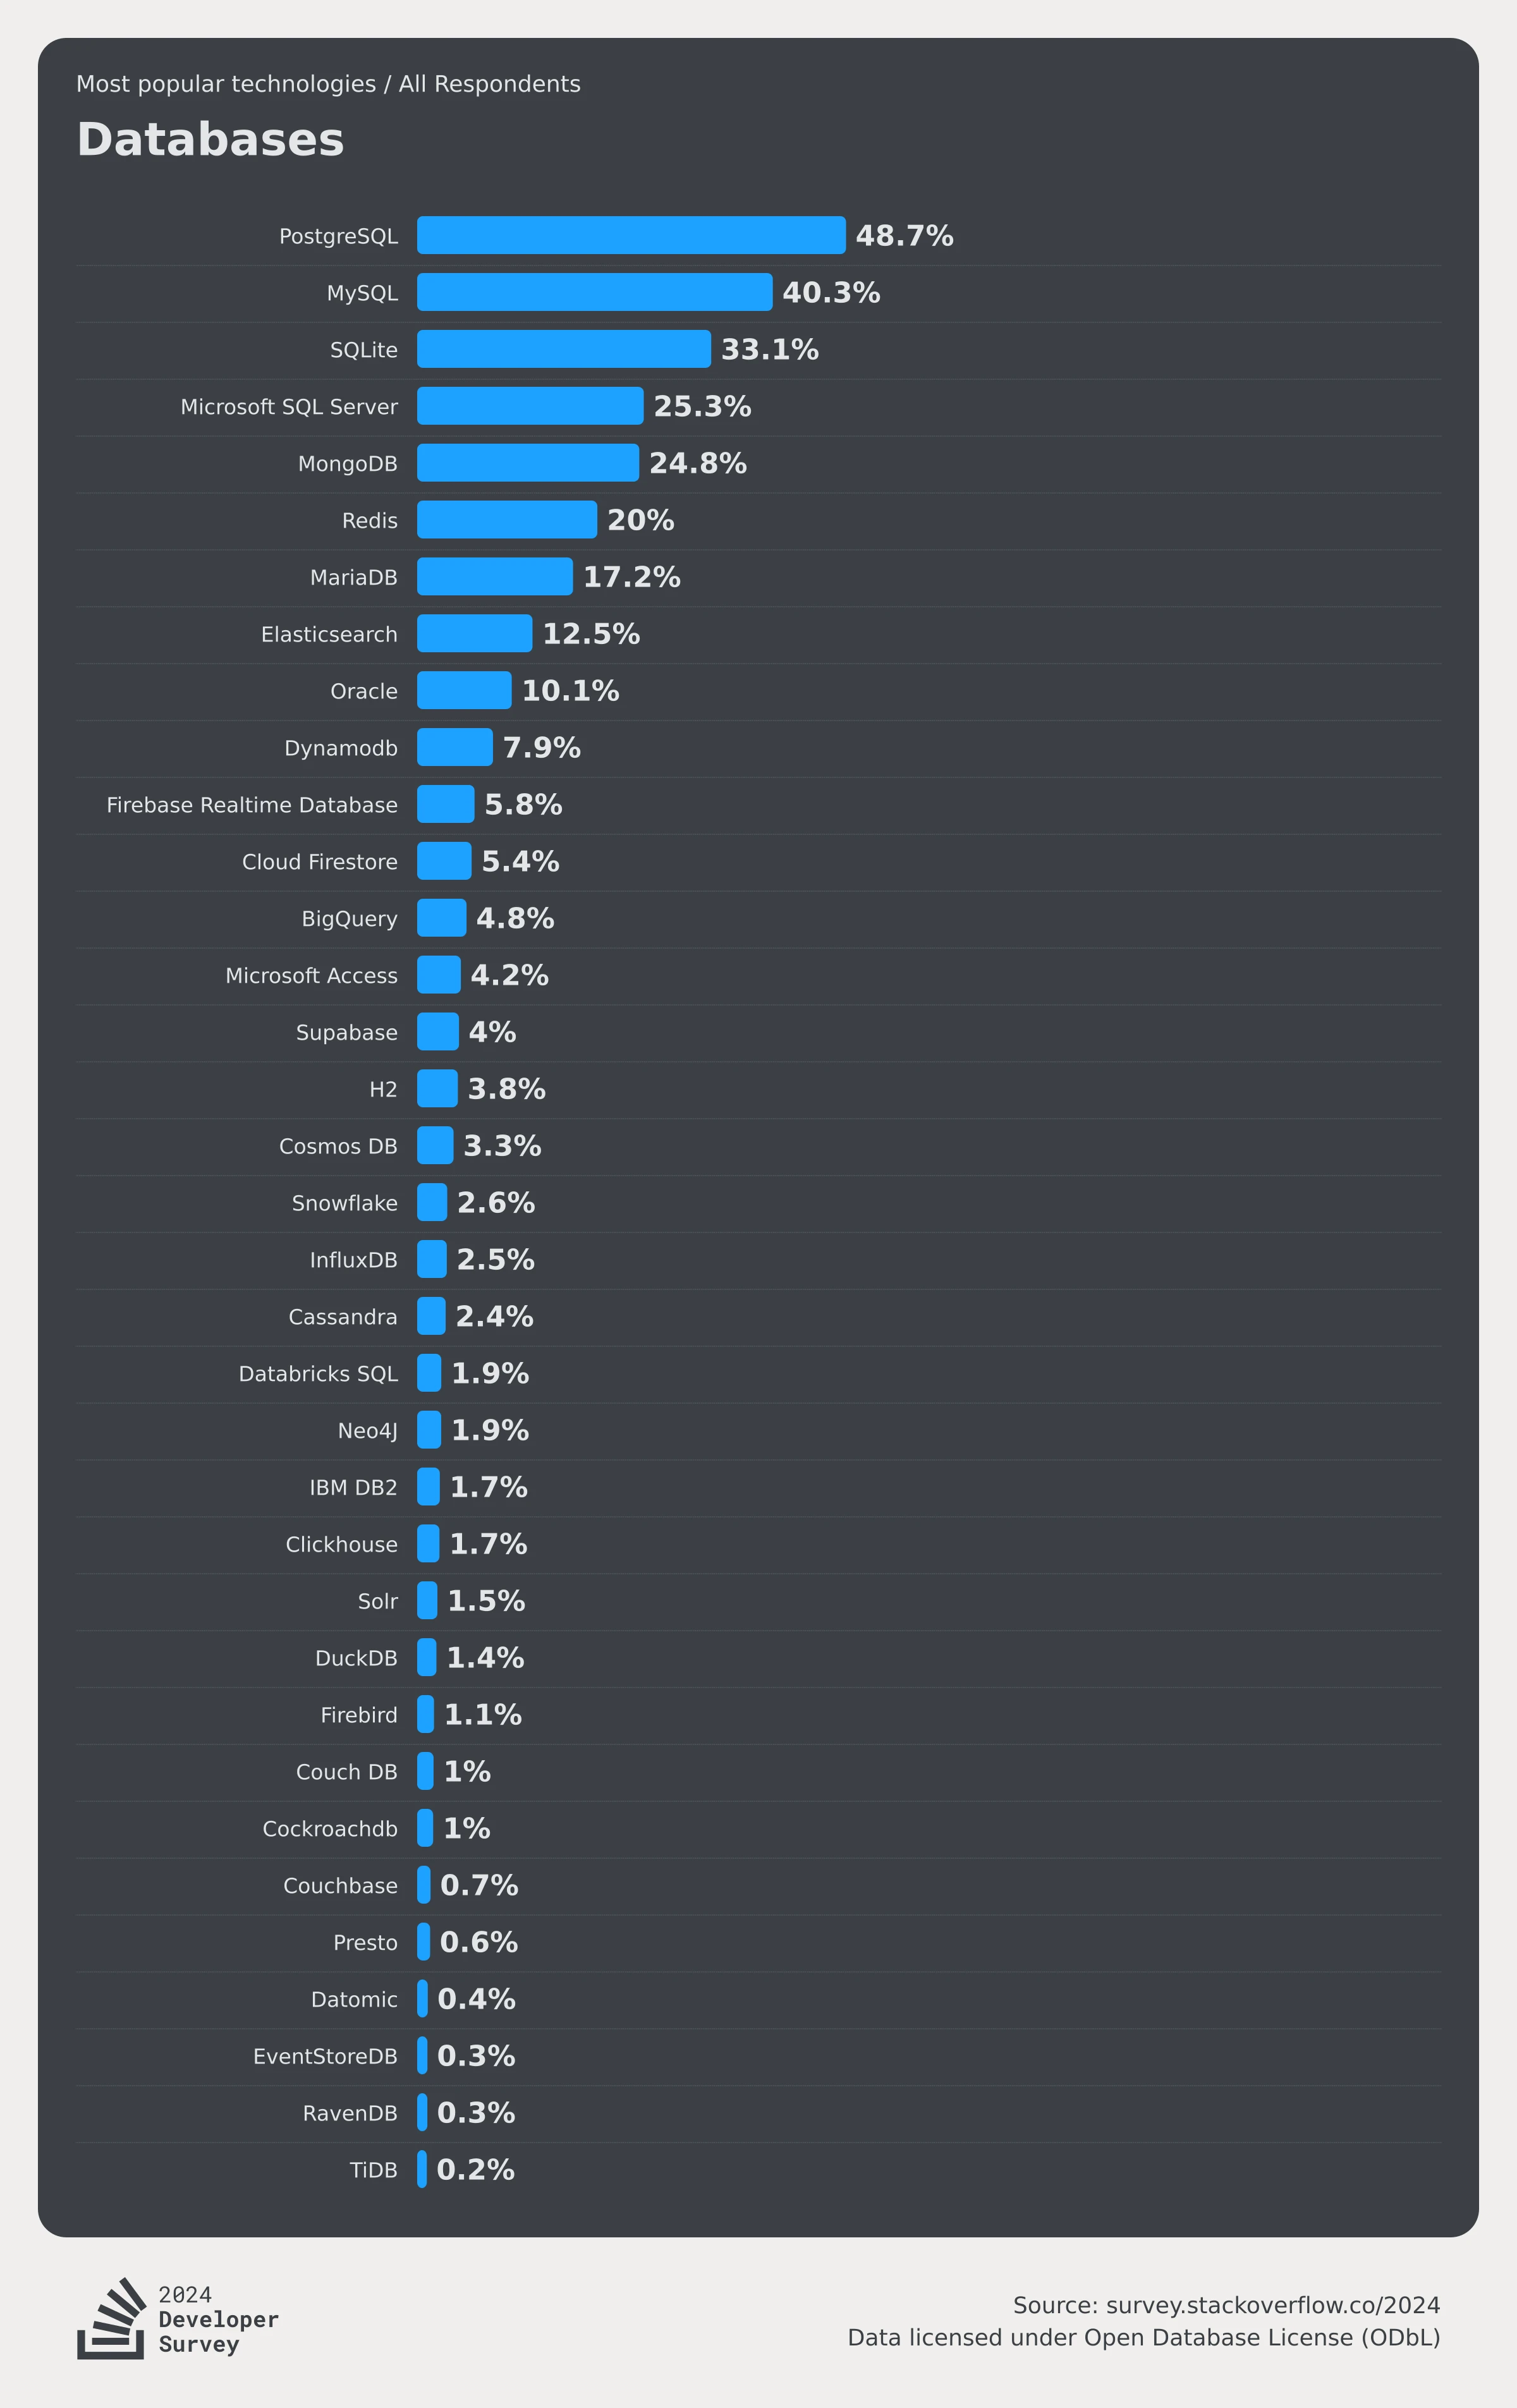 Most popular technologies / All Respondents
Databases
PostgreSQL 48.7%
MySQL 40.3%
SQLite 33.1%
Microsoft SQL Server 25.3%
MongoDB 24.8%
Redis 20%
MariaDB 17.2%
Elasticsearch 12.5%
Oracle 10.1%
Dynamodb 7.9%
Firebase Realtime Database 5.8%
Cloud Firestore 5.4%
BigQuery 4.8%
Microsoft Access 4.2%
Supabase 4%
H2 3.8%
Cosmos DB 3.3%
Snowflake 2.6%
InfluxDB 2.5%
Cassandra 2.4%
Databricks SQL 1.9%
Neo4J 1.9%
IBM DB2 1.7%
Clickhouse 1.7%
Solr 1.5%
DuckDB 1.4%
Firebird 1.1%
Couch DB 1%
Cockroachdb 1%
Couchbase 0.7%
Presto 0.6%
Datomic 0.4%
EventStoreDB 0.3%
RavenDB 0.3%
TiDB 0.2%
2024
Developer
Survey
Source: survey.stackoverflow.co/2024
Data licensed under Open Database License (ODbL)